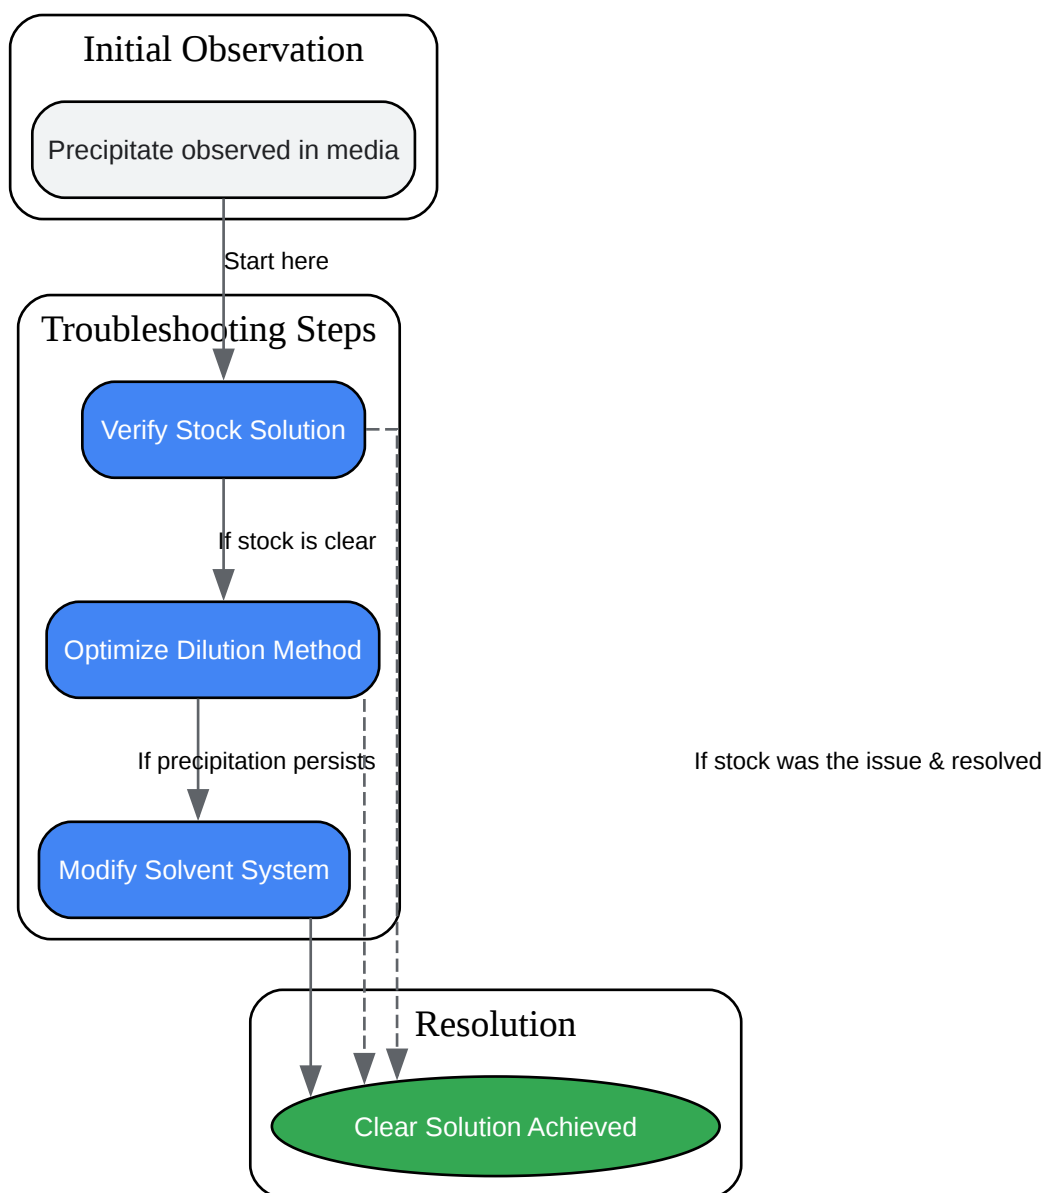 Initial Observation
Precipitate observed in media
Start here
Troubleshooting Steps
Verify Stock Solution
If stock is clear
Optimize Dilution Method
If precipitation persists
If stock was the issue & resolved
Modify Solvent System
Resolution
Clear Solution Achieved